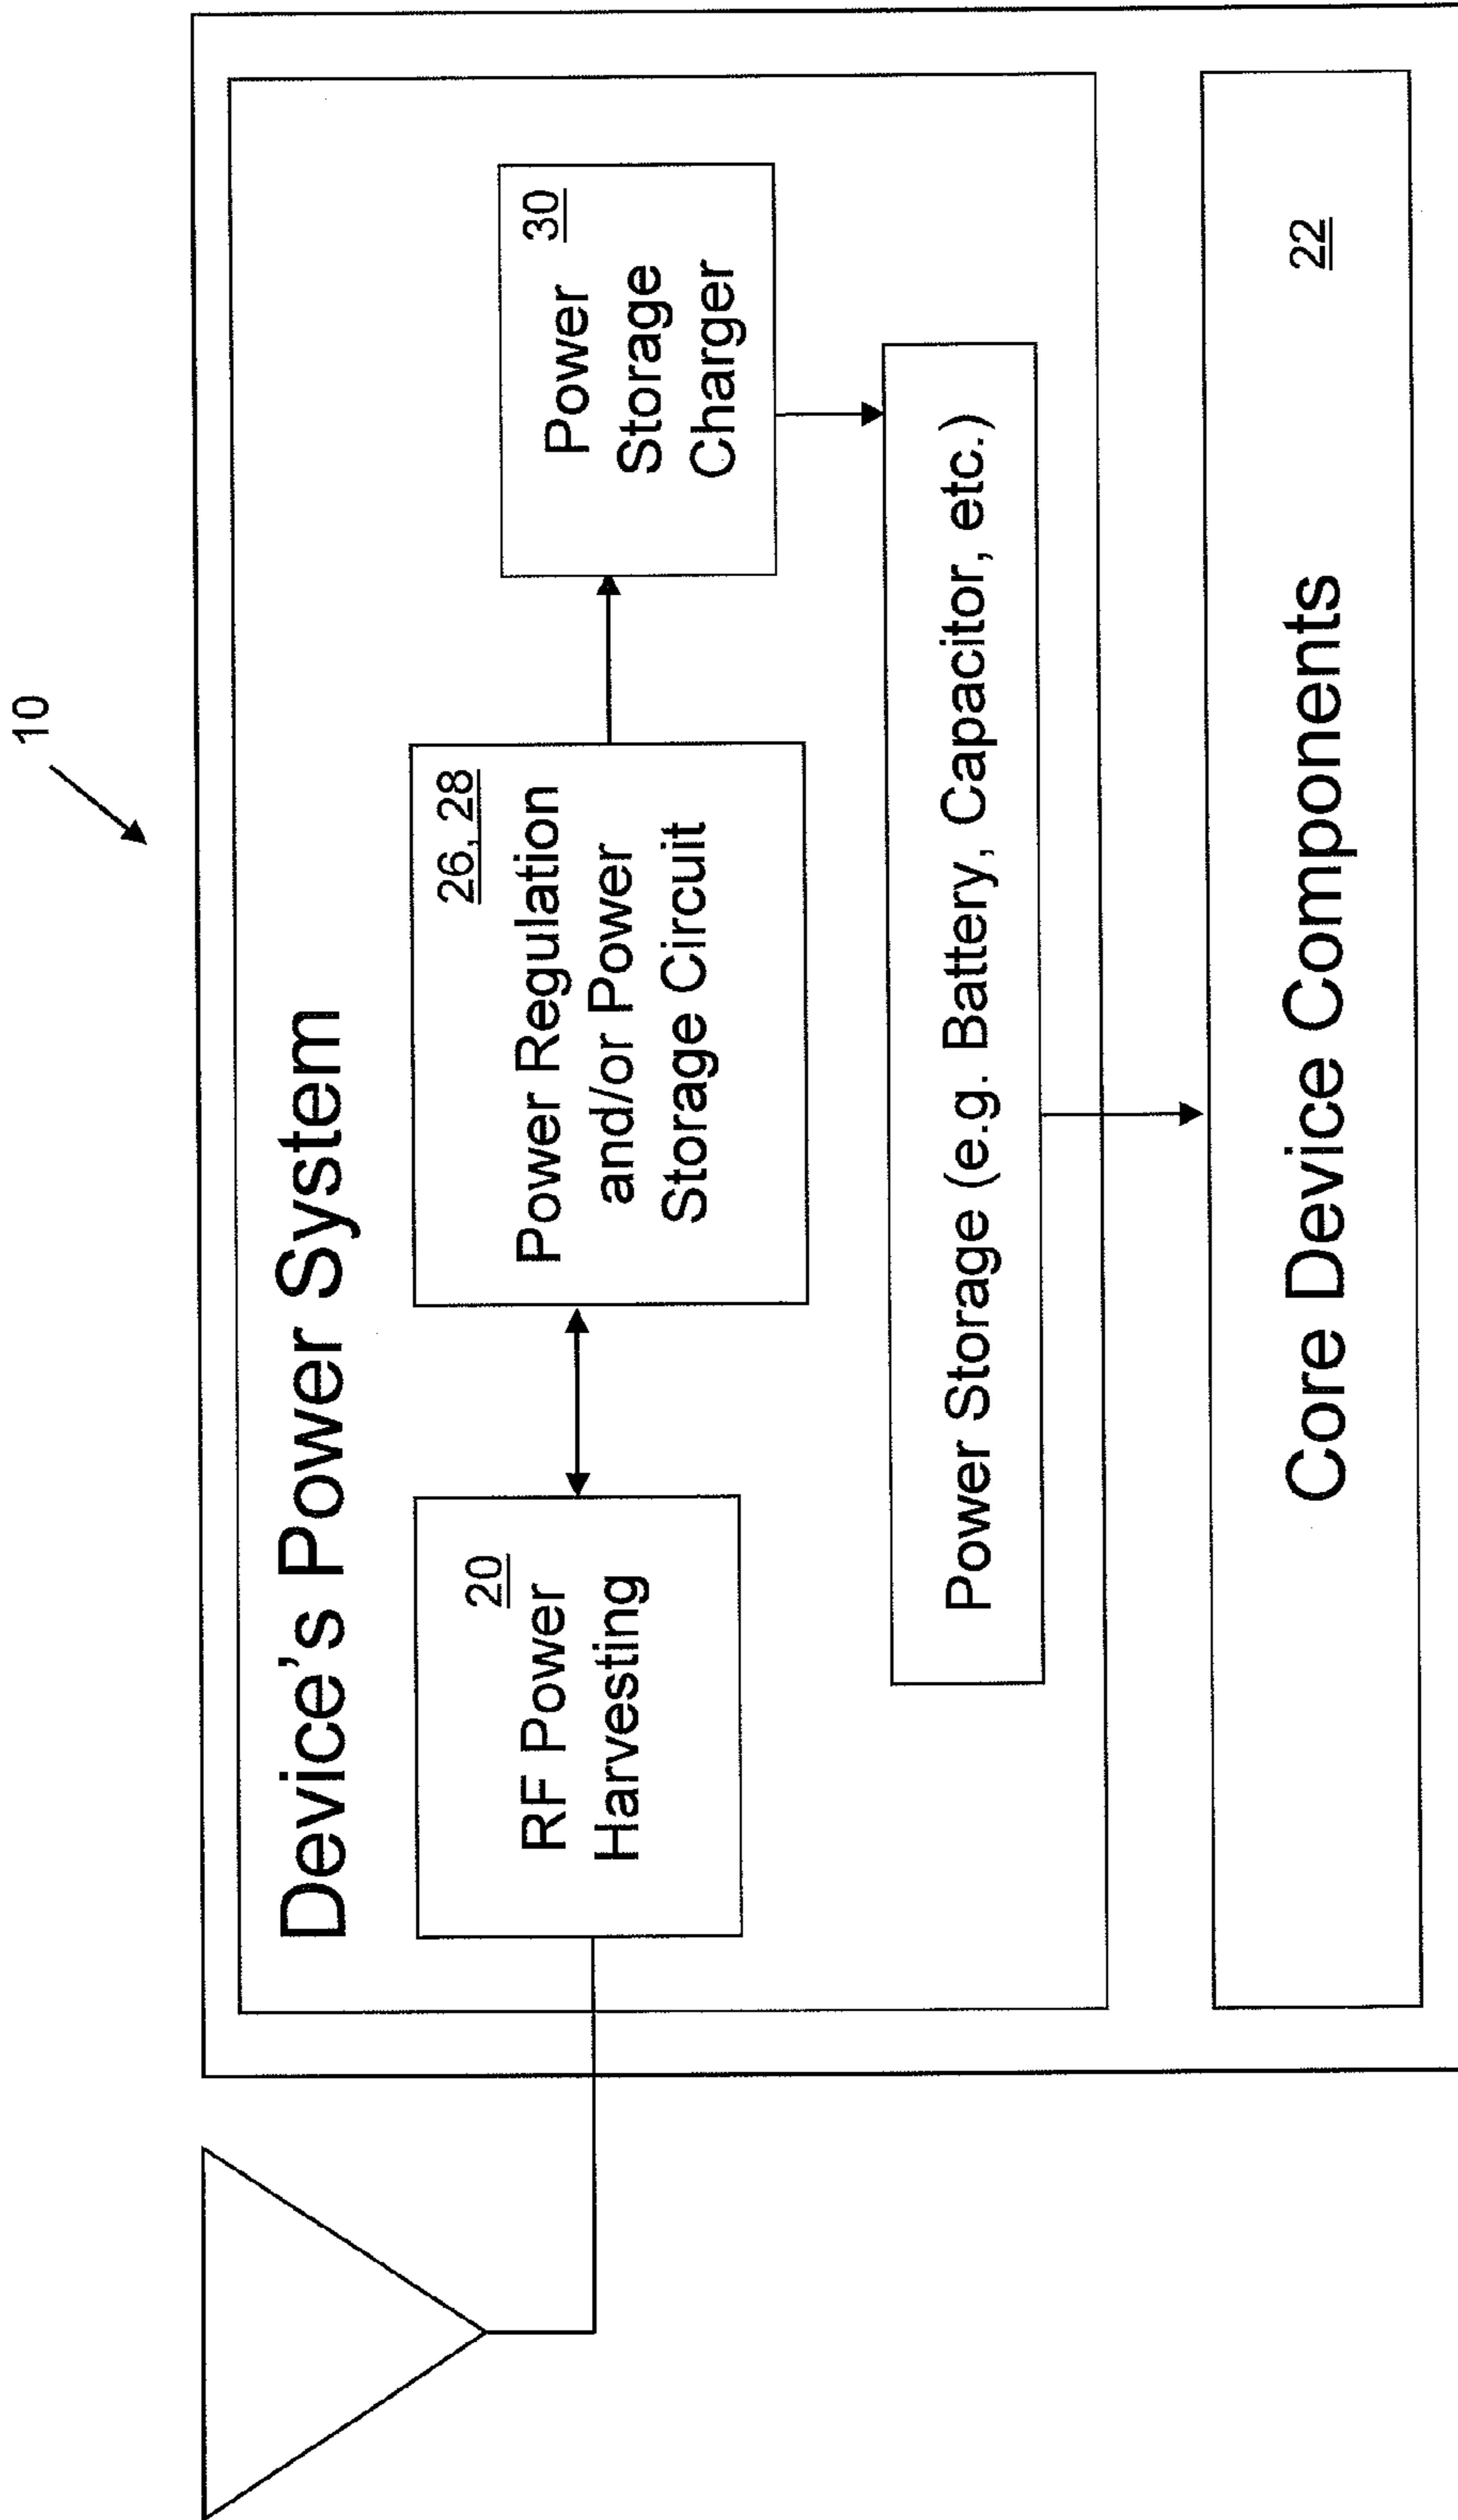 10
Device's Power System
20
RF Power
Harvesting
26, 28
Power Regulation
and/or Power
Storage Circuit
30
Power
Storage
Charger
Power Storage (e.g. Battery, Capacitor, etc.)
22
Core Device Components